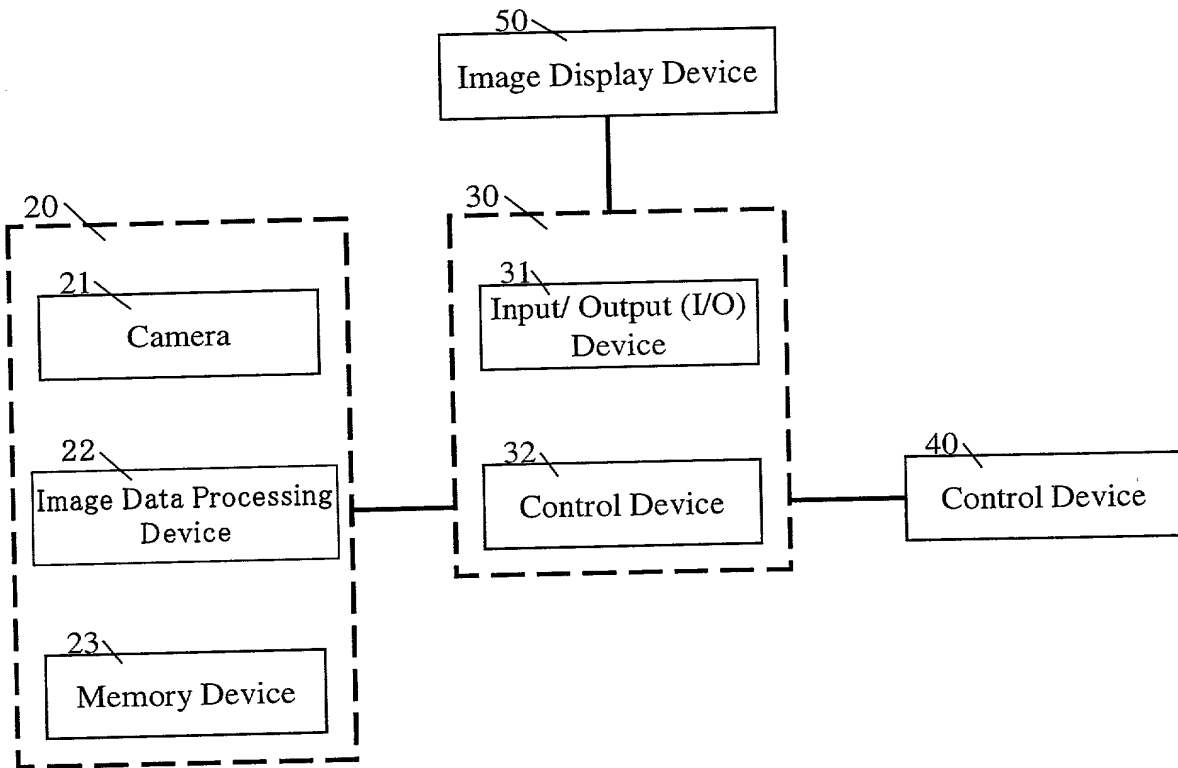 50
Image Display Device
20
30
21
Camera
31
Input/ Output (I/O)
Device
22
Image Data Processing
Device
32
Control Device
40
Control Device
23
Memory Device